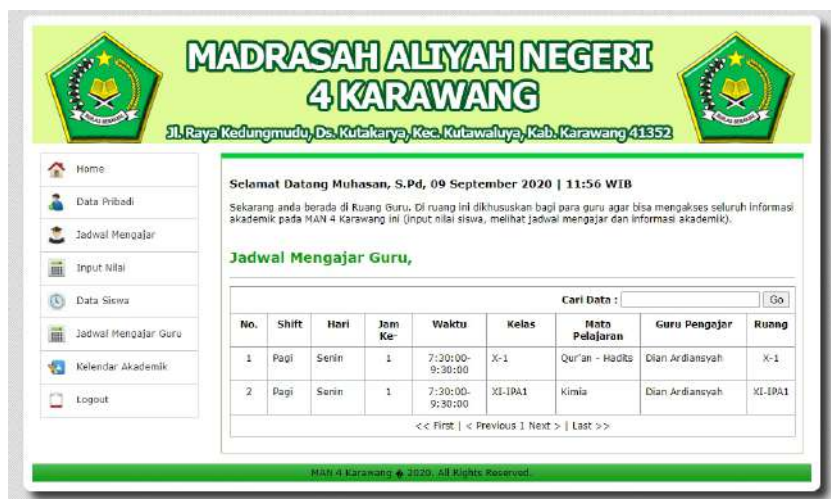 MADRASAH ALIYAH NEGERI
4 KARAWANG
Jl. Raya Kedungmudu, Ds. Kutakarya, Kec. Kutawaluya, Kab. Karawang 41352
Home
Data Pribadi
Jadwal Mengajar
Input Nilai
Data Siswa
Jadwal Mengajar Guru
Kelendar Akademik
Logout
Selamat Datang Muhasan, S.Pd, 09 September 2020 | 11:56 WIB
Sekarang anda berada di Ruang Guru. Di ruang ini dikhususkan bagi para guru agar bisa mengakses seluruh informasi
akademik pada MAN 4 Karawang ini (input nilai siswa, melihat jadwal mengajar dan informasi akademik).
Jadwal Mengajar Guru,
Cari Data : Go
No. Shift Hari Jam Ke- Waktu Kelas Mata Pelajaran Guru Pengajar Ruang
1 Pagi Senin 1 7:30:00-9:30:00 X-1 Qur'an - Hadits Dian Ardiansyah X-1
2 Pagi Senin 1 7:30:00-9:30:00 XI-IPA1 Kimia Dian Ardiansyah XI-IPA1
<< First | < Previous 1 Next > | Last >>
MAN 4 Karawang � 2020. All Rights Reserved.